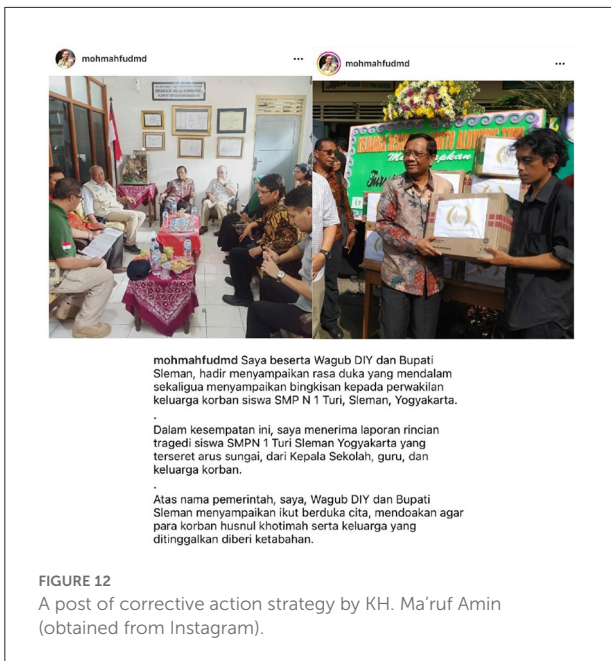 mohmahfudmd
mohmahfudmd
mohmahfudmd Saya beserta Wagub DIY dan Bupati
Sleman, hadir menyampaikan rasa duka yang mendalam
sekaligua menyampaikan bingkisan kepada perwakilan
keluarga korban siswa SMP N 1 Turi, Sleman, Yogyakarta.
.
Dalam kesempatan ini, saya menerima laporan rincian
tragedi siswa SMPN 1 Turi Sleman Yogyakarta yang
terseret arus sungai, dari Kepala Sekolah, guru, dan
keluarga korban.
.
Atas nama pemerintah, saya, Wagub DIY dan Bupati
Sleman menyampaikan ikut berduka cita, mendoakan agar
para korban husnul khotimah serta keluarga yang
ditinggalkan diberi ketabahan.
FIGURE 12
A post of corrective action strategy by KH. Ma'ruf Amin
(obtained from Instagram).